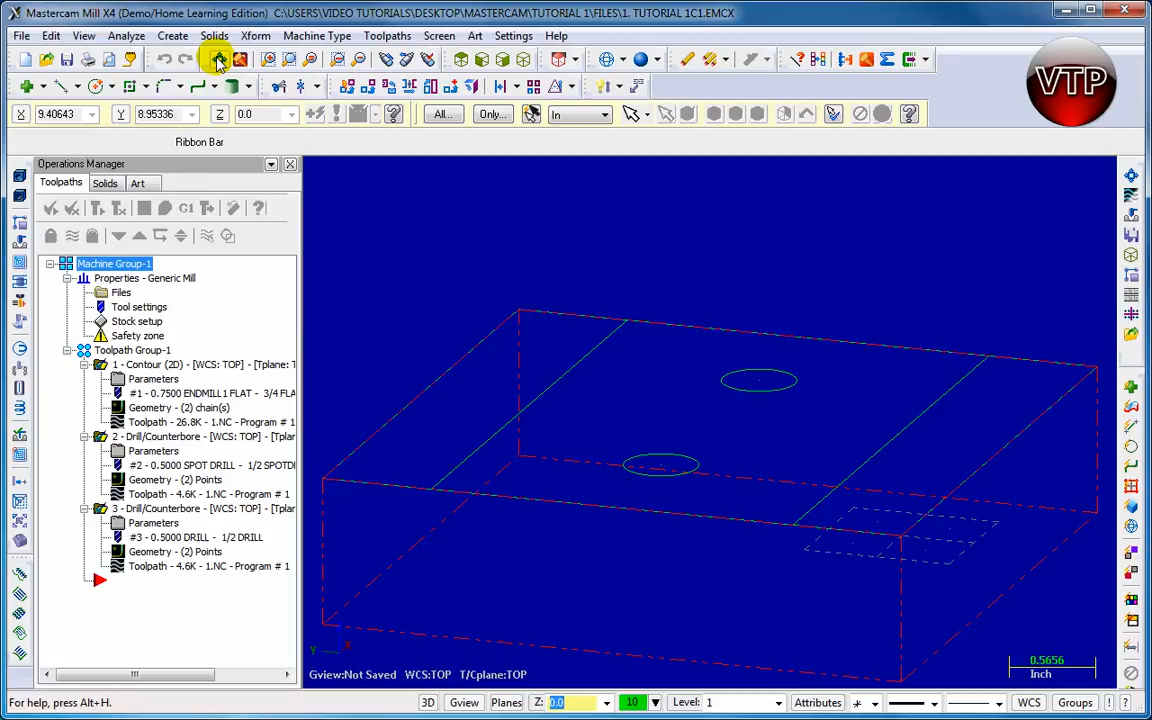 Mastercam Mill X4 (Demo/Home Learning Edition) C:\USERS\VIDEO TUTORIALS\DESKTOP\MASTERCAM\TUTORIAL 1\FILES\1. TUTORIAL 1C1.EMCX
File Edit View Analyze Create Solids Xform Machine Type Toolpaths Screen Art Settings Help
VTP
X 9.40643 Y 8.95336 Z 0.0 All... Only... In
Ribbon Bar
Operations Manager
Toolpaths Solids Art
G1
Machine Group-1
Properties - Generic Mill
Files
Tool settings
Stock setup
Safety zone
Toolpath Group-1
1 - Contour (2D) - [WCS: TOP] - [Tplane: T
Parameters
#1 - 0.7500 ENDMILL1 FLAT - 3/4 FLA
Geometry - (2) chain(s)
Toolpath - 26.8K - 1.NC - Program # 1
2 - Drill/Counterbore - [WCS: TOP] - [Tplar
Parameters
#2 - 0.5000 SPOT DRILL - 1/2 SPOTDI
Geometry - (2) Points
Toolpath - 4.6K - 1.NC - Program # 1
3 - Drill/Counterbore - [WCS: TOP] - [Tplar
Parameters
#3 - 0.5000 DRILL - 1/2 DRILL
Geometry - (2) Points
Toolpath - 4.6K - 1.NC - Program # 1
Y X
0.5656
Inch
Gview:Not Saved WCS:TOP T/Cplane:TOP
For help, press Alt+H. 3D Gview Planes Z: 0.0 10 Level: 1 Attributes WCS Groups ! ?